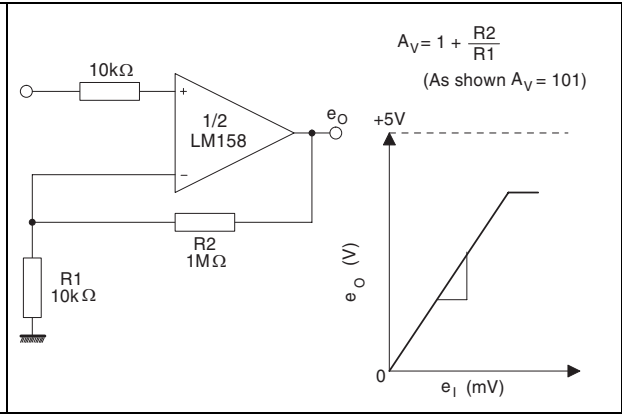 10kΩ
+
1/2
LM158
-
e_O
R2
1MΩ
R1
10kΩ
A_V = 1 + R2/R1
(As shown A_V = 101)
+5V
e_O (V)
0
e_I (mV)